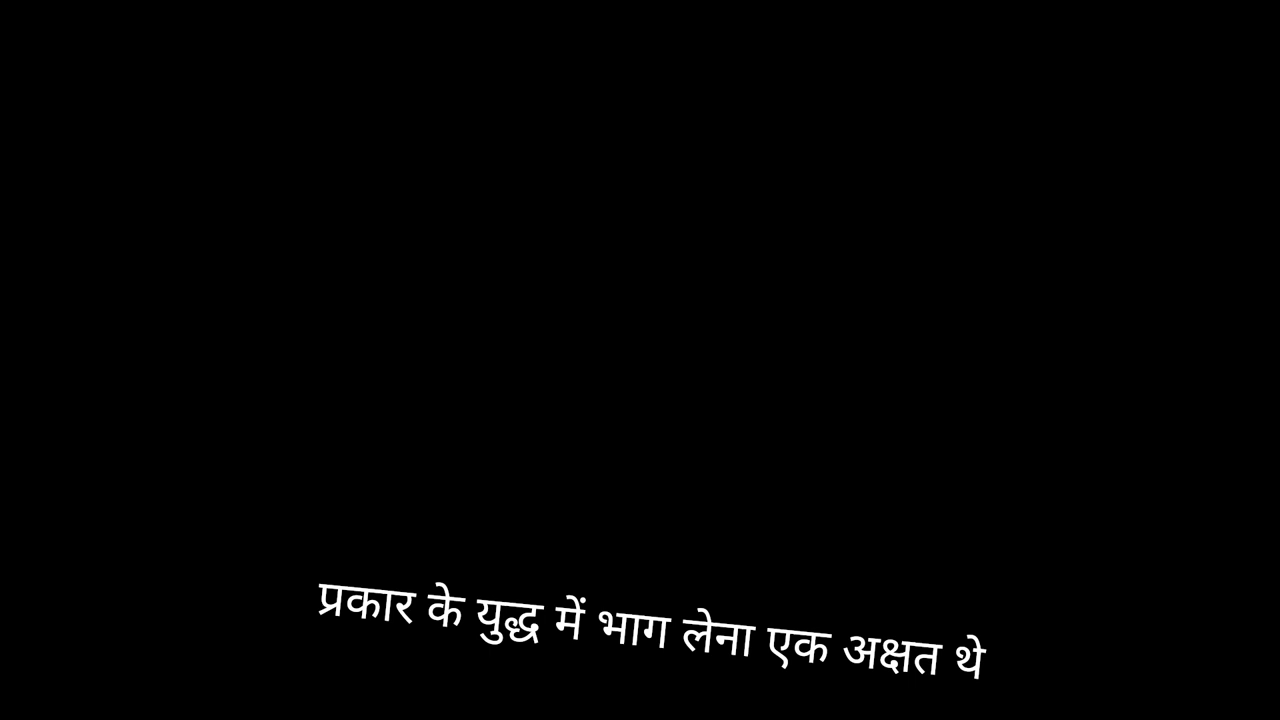 प्रकार के युद्ध में भाग लेना एक अक्षत थे